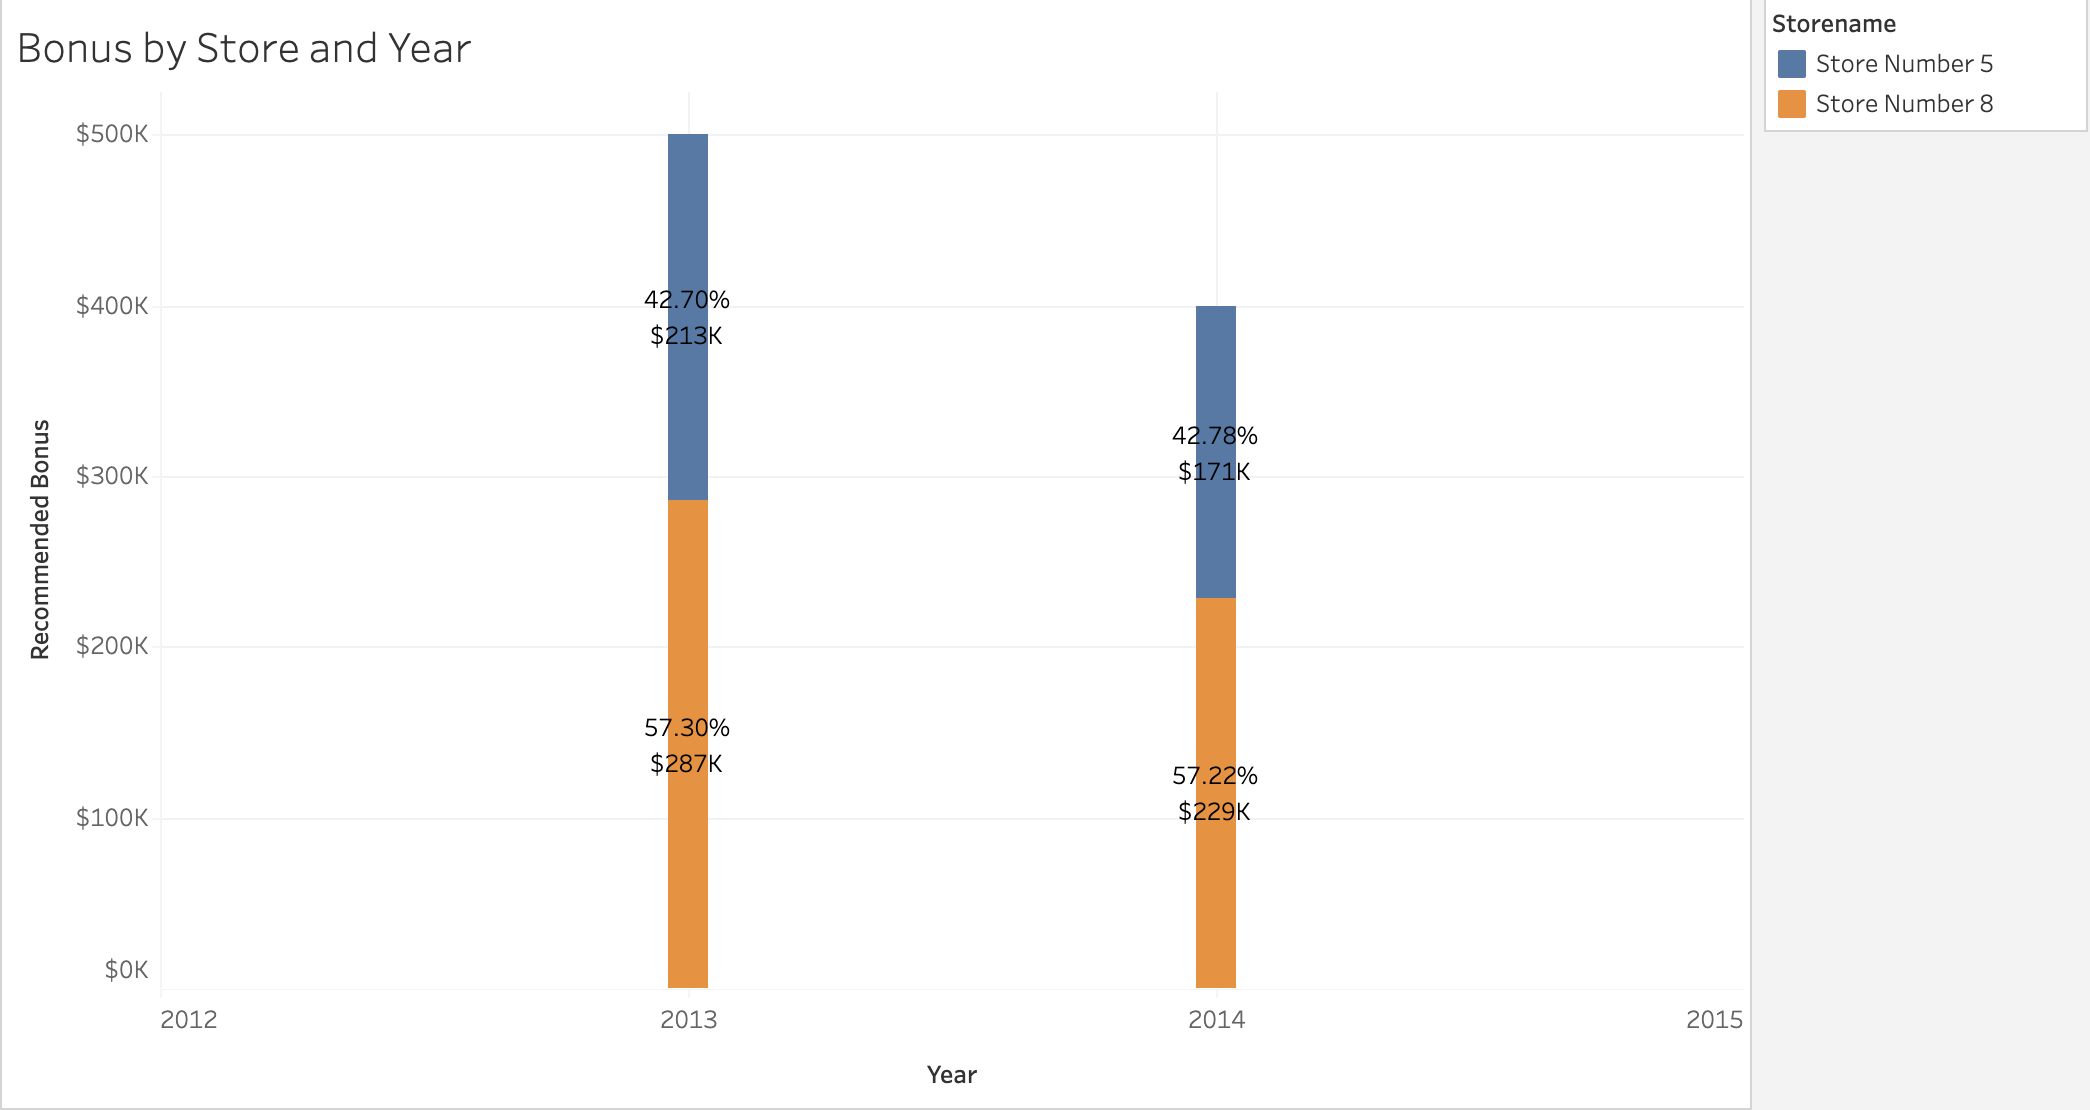 Bonus by Store and Year
Storename
Store Number 5
Store Number 8
Recommended Bonus
$500K
$400K
$300K
$200K
$100K
$0K
42.70%
$213K
57.30%
$287K
42.78%
$171K
57.22%
$229K
2012
2013
2014
2015
Year